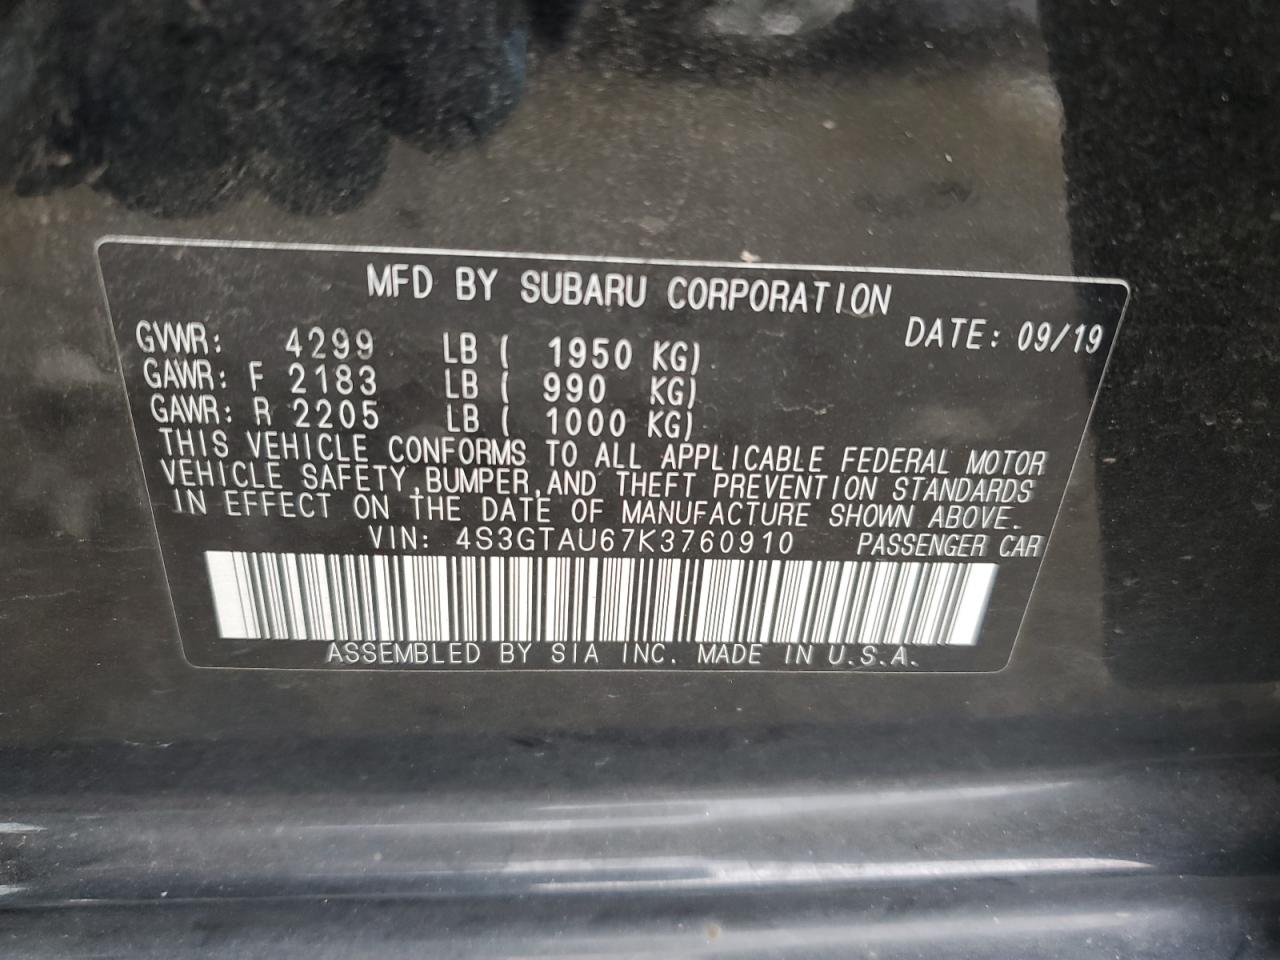 MFD BY SUBARU CORPORATION
DATE: 09/19
GVWR: 4299 LB ( 1950 KG)
GAWR: F 2183 LB ( 990 KG)
GAWR: R 2205 LB ( 1000 KG)
THIS VEHICLE CONFORMS TO ALL APPLICABLE FEDERAL MOTOR
VEHICLE SAFETY,BUMPER,AND THEFT PREVENTION STANDARDS
IN EFFECT ON THE DATE OF MANUFACTURE SHOWN ABOVE.
VIN: 4S3GTAU67K3760910 PASSENGER CAR
ASSEMBLED BY SIA INC. MADE IN U.S.A.